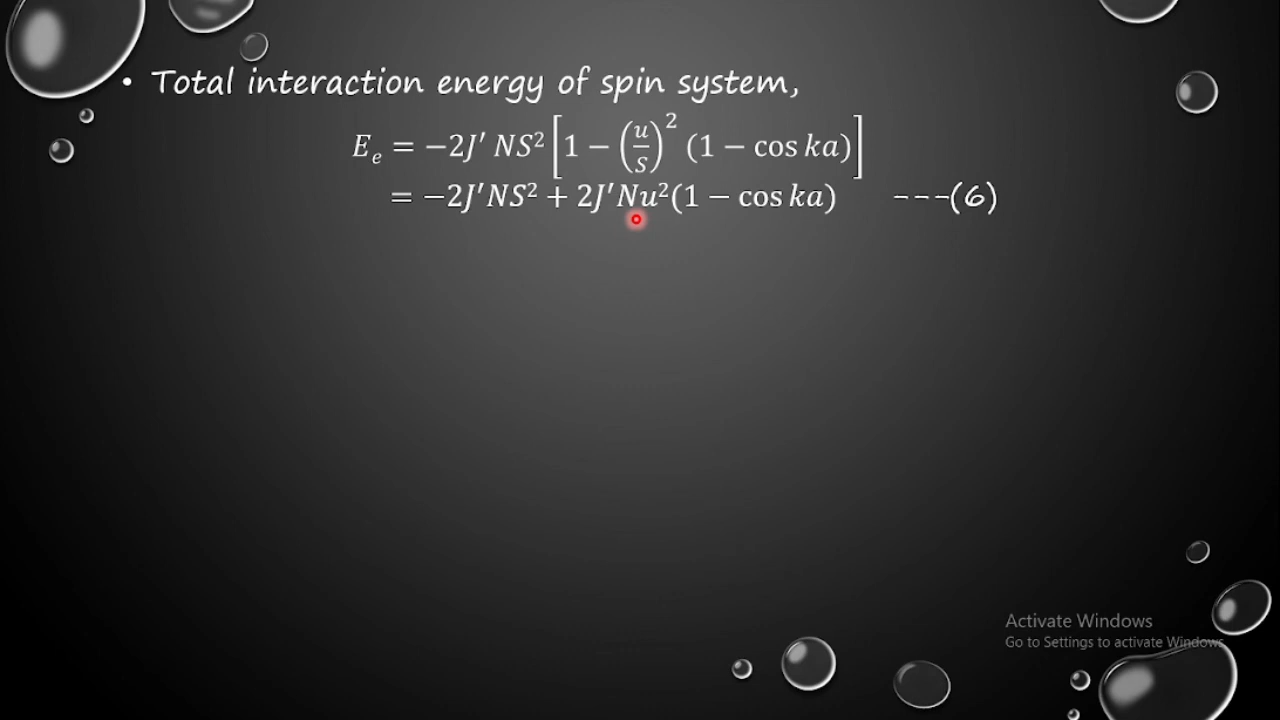 • Total interaction energy of spin system,
E_e = −2J′ NS² [1 − (u/S)² (1 − cos ka)]
= −2J′NS² + 2J′Nu²(1 − cos ka) ---(6)
Activate Windows
Go to Settings to activate Windows.